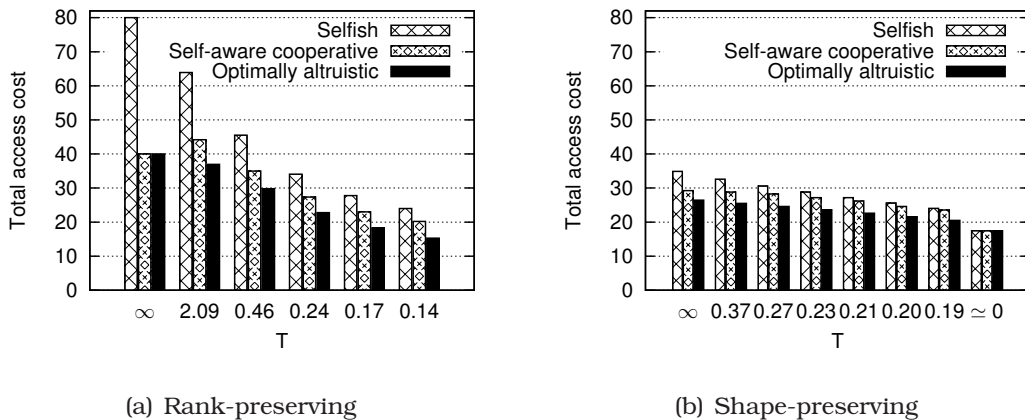 Total access cost
80
70
60
50
40
30
20
10
0
Selfish
Self-aware cooperative
Optimally altruistic
∞ 2.09 0.46 0.24 0.17 0.14
T
(a) Rank-preserving
Total access cost
80
70
60
50
40
30
20
10
0
Selfish
Self-aware cooperative
Optimally altruistic
∞ 0.37 0.27 0.23 0.21 0.20 0.19 ≃ 0
T
(b) Shape-preserving